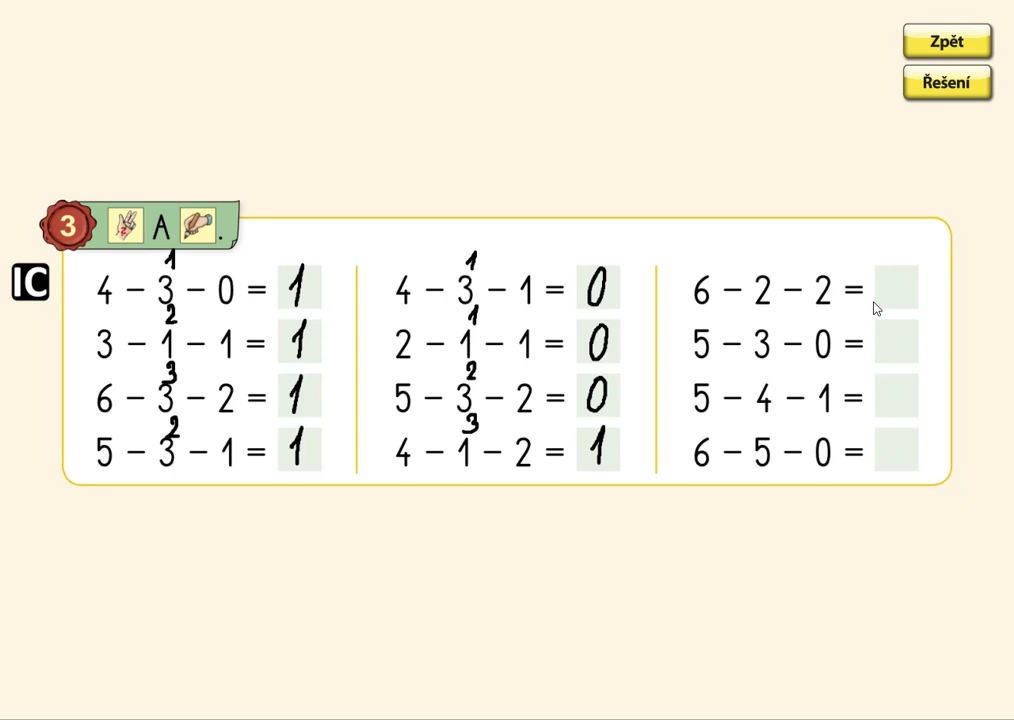 Zpět
Řešení
3 A .
IC
1
4 – 3 – 0 = 1
2
3 – 1 – 1 = 1
3
6 – 3 – 2 = 1
2
5 – 3 – 1 = 1
1
4 – 3 – 1 = 0
1
2 – 1 – 1 = 0
2
5 – 3 – 2 = 0
3
4 – 1 – 2 = 1
6 – 2 – 2 =
5 – 3 – 0 =
5 – 4 – 1 =
6 – 5 – 0 =